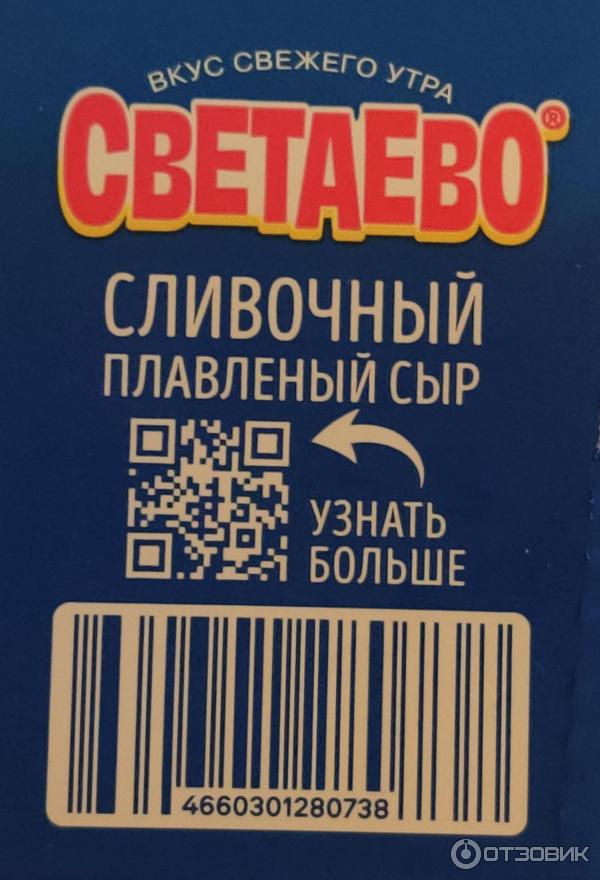 ВКУС СВЕЖЕГО УТРА
СВЕТАЕВО®
СЛИВОЧНЫЙ
ПЛАВЛЕНЫЙ СЫР
УЗНАТЬ
БОЛЬШЕ
4660301280738
ОТЗОВИК